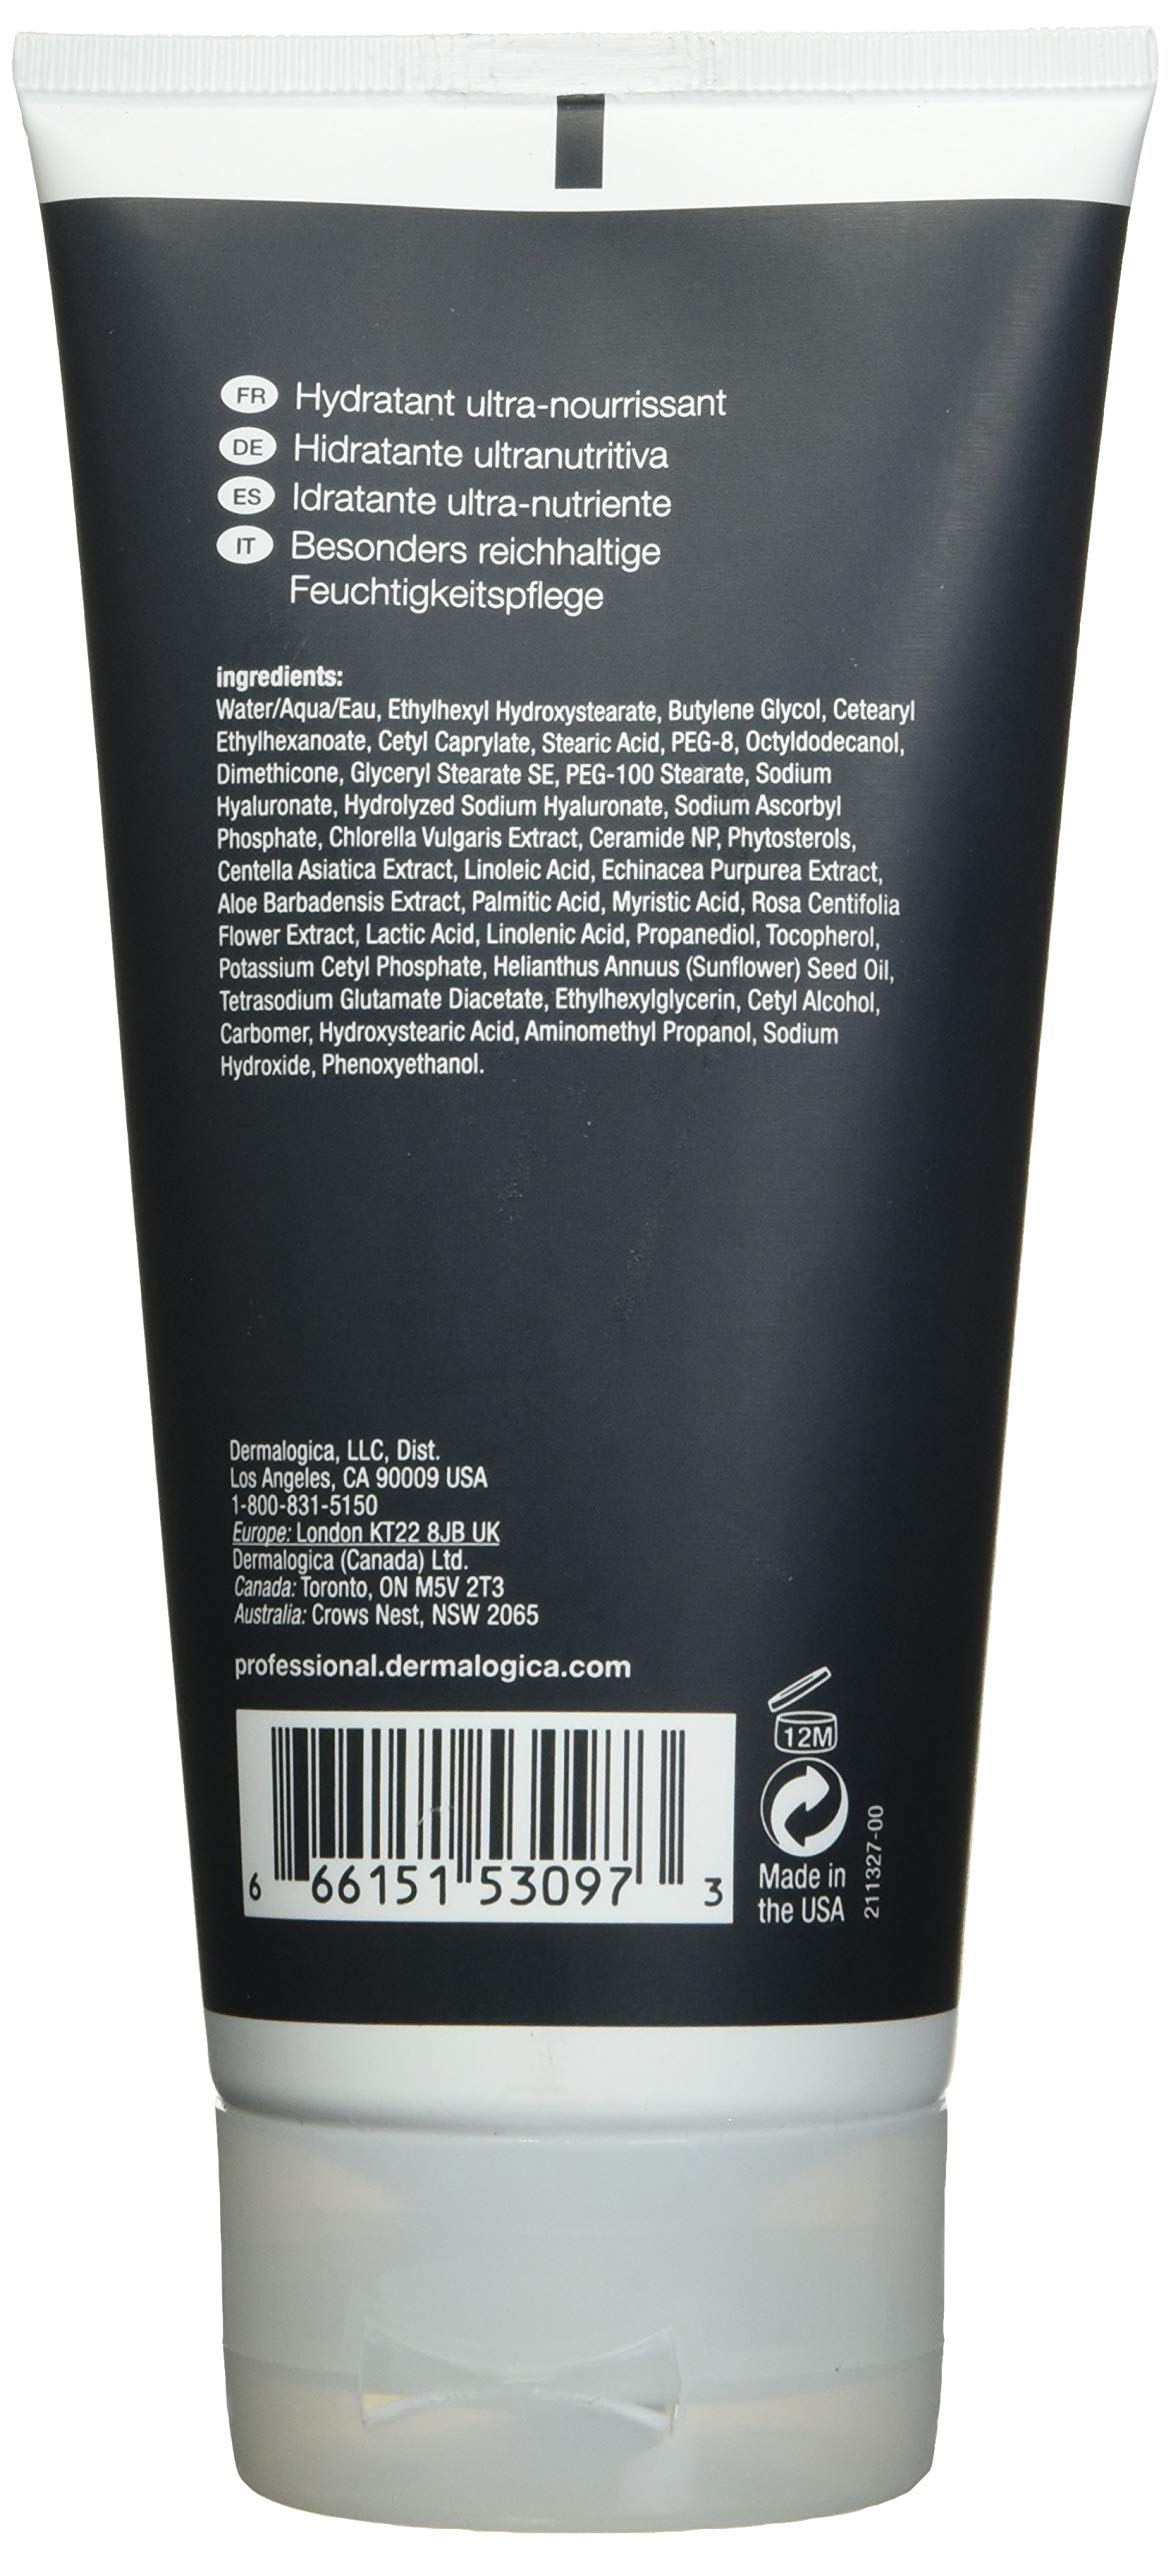 FR Hydratant ultra-nourrissant
DE Hidratante ultranutritiva
ES Idratante ultra-nutriente
IT Besonders reichhaltige
Feuchtigkeitspflege
ingredients:
Water/Aqua/Eau, Ethylhexyl Hydroxystearate, Butylene Glycol, Cetearyl
Ethylhexanoate, Cetyl Caprylate, Stearic Acid, PEG-8, Octyldodecanol,
Dimethicone, Glyceryl Stearate SE, PEG-100 Stearate, Sodium
Hyaluronate, Hydrolyzed Sodium Hyaluronate, Sodium Ascorbyl
Phosphate, Chlorella Vulgaris Extract, Ceramide NP, Phytosterols,
Centella Asiatica Extract, Linoleic Acid, Echinacea Purpurea Extract,
Aloe Barbadensis Extract, Palmitic Acid, Myristic Acid, Rosa Centifolia
Flower Extract, Lactic Acid, Linolenic Acid, Propanediol, Tocopherol,
Potassium Cetyl Phosphate, Helianthus Annuus (Sunflower) Seed Oil,
Tetrasodium Glutamate Diacetate, Ethylhexylglycerin, Cetyl Alcohol,
Carbomer, Hydroxystearic Acid, Aminomethyl Propanol, Sodium
Hydroxide, Phenoxyethanol.
Dermalogica, LLC, Dist.
Los Angeles, CA 90009 USA
1-800-831-5150
Europe: London KT22 8JB UK
Dermalogica (Canada) Ltd.
Canada: Toronto, ON M5V 2T3
Australia: Crows Nest, NSW 2065
professional.dermalogica.com
12M
6 66151 53097 3
Made in
the USA
211327-00